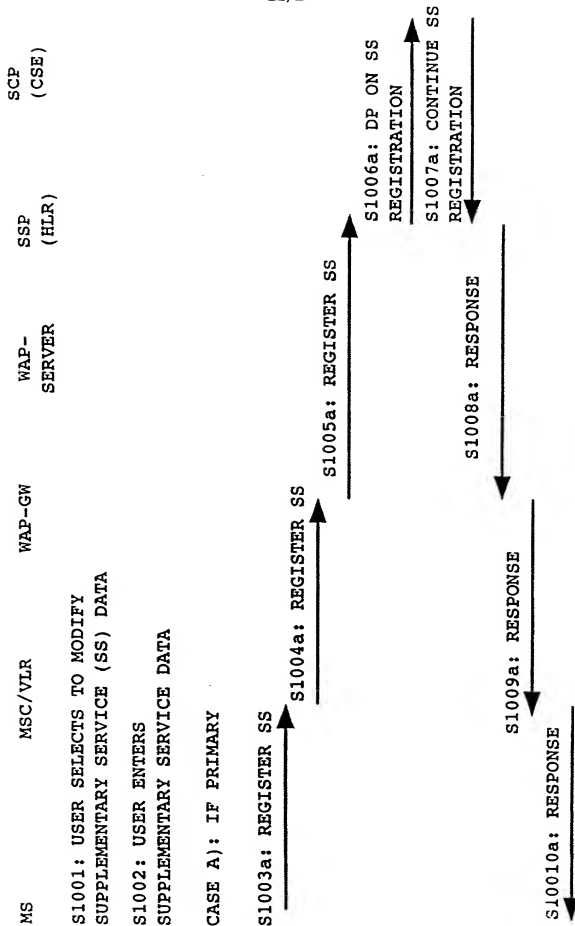 MS
MSC/VLR
WAP-GW
WAP-
SERVER
SSP
(HLR)
SCP
(CSE)
S1001: USER SELECTS TO MODIFY
SUPPLEMENTARY SERVICE (SS) DATA
S1002: USER ENTERS
SUPPLEMENTARY SERVICE DATA
CASE A): IF PRIMARY
S1003a: REGISTER SS
S1004a: REGISTER SS
S1005a: REGISTER SS
S1006a: DP ON SS
REGISTRATION
S1007a: CONTINUE SS
REGISTRATION
S1008a: RESPONSE
S1009a: RESPONSE
S10010a: RESPONSE